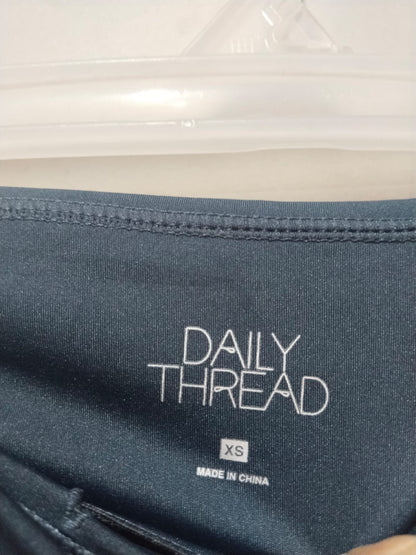 DAILY
THREAD
XS
MADE IN CHINA